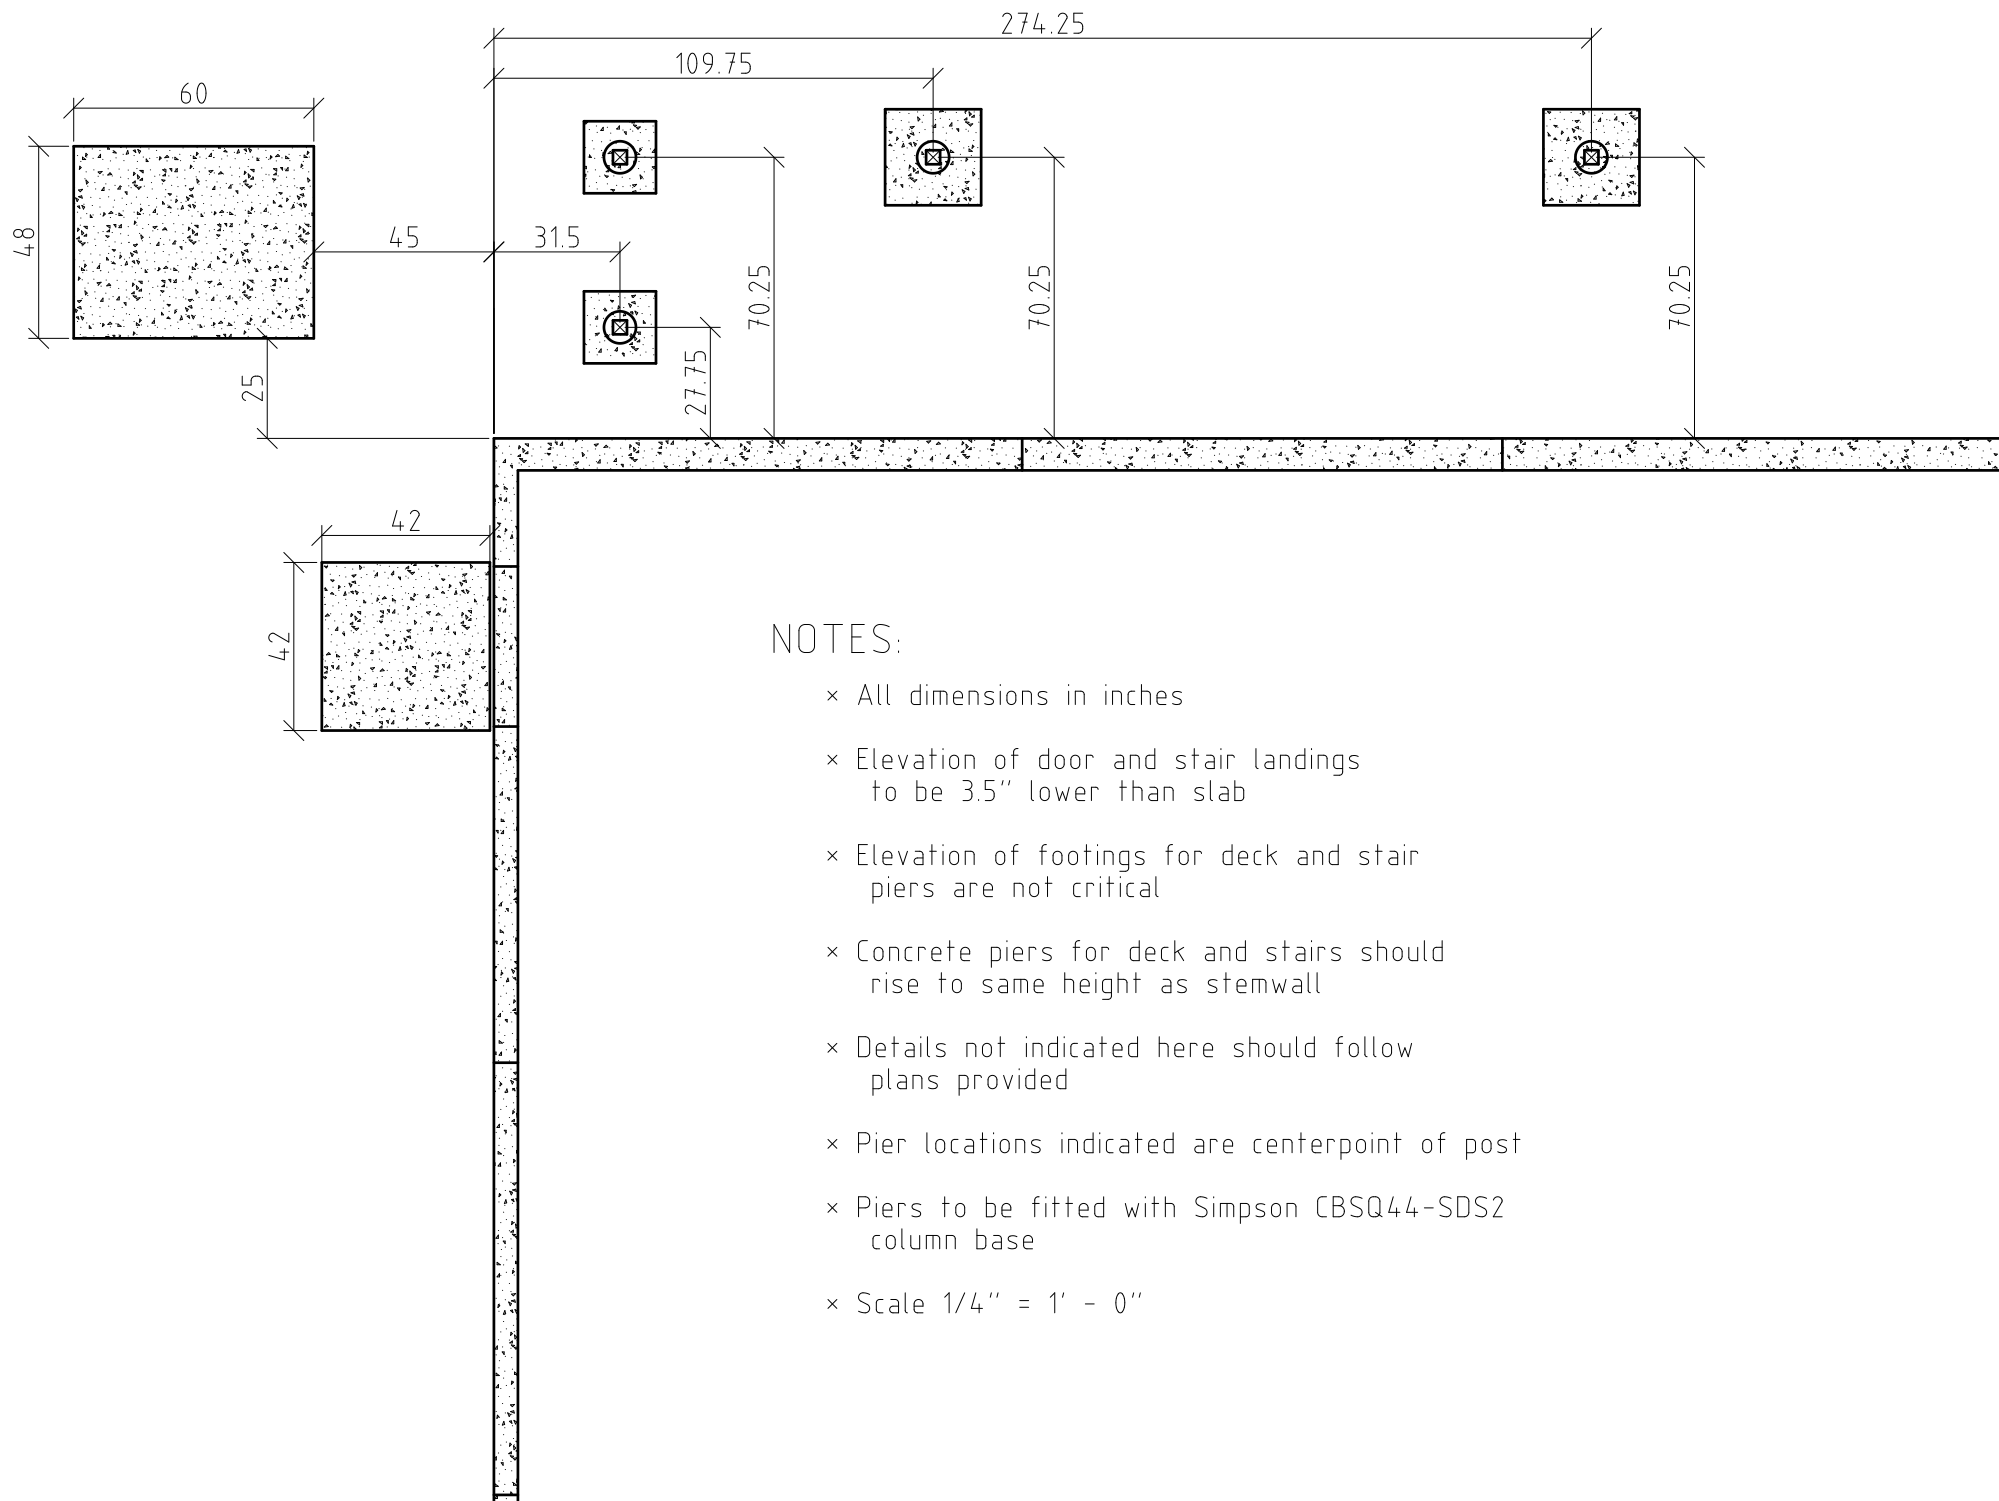 274.25
109.75
60
48
45
31.5
70.25
70.25
70.25
27.75
25
42
42
NOTES:
× All dimensions in inches
× Elevation of door and stair landings
to be 3.5" lower than slab
× Elevation of footings for deck and stair
piers are not critical
× Concrete piers for deck and stairs should
rise to same height as stemwall
× Details not indicated here should follow
plans provided
× Pier locations indicated are centerpoint of post
× Piers to be fitted with Simpson CBSQ44-SDS2
column base
× Scale 1/4" = 1' - 0"